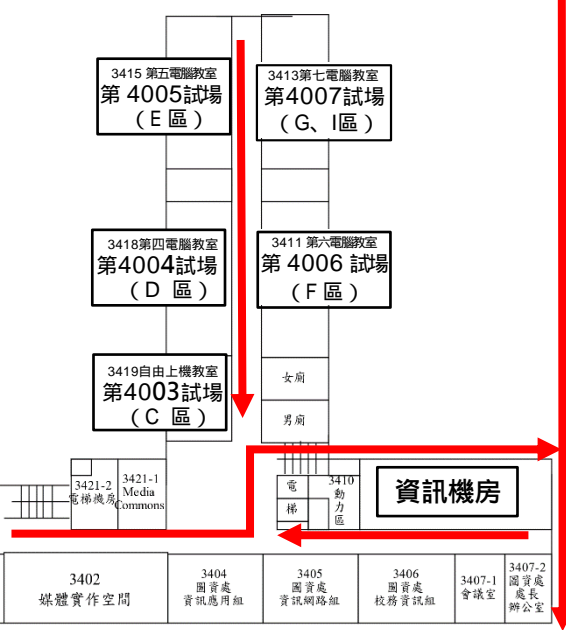 3415 第五電腦教室
第 4005試場
（E區）
3413第七電腦教室
第4007試場
（G、I區）
3418第四電腦教室
第4004試場
（D 區）
3411 第六電腦教室
第 4006 試場
（F區）
3419自由上機教室
第4003試場
（C 區）
女廁
男廁
3421-2
電梯機房
3421-1
Media
Commons
電
梯
3410
動
力
區
資訊機房
3402
媒體實作空間
3404
圖資處
資訊應用組
3405
圖資處
資訊網路組
3406
圖資處
校務資訊組
3407-1
會議室
3407-2
圖資處
處長
辦公室